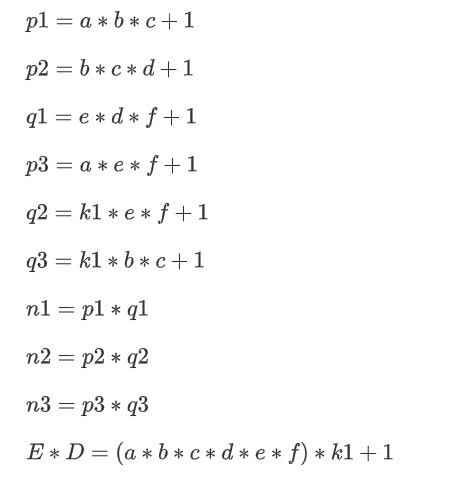 p1 = a ∗ b ∗ c + 1
p2 = b ∗ c ∗ d + 1
q1 = e ∗ d ∗ f + 1
p3 = a ∗ e ∗ f + 1
q2 = k1 ∗ e ∗ f + 1
q3 = k1 ∗ b ∗ c + 1
n1 = p1 ∗ q1
n2 = p2 ∗ q2
n3 = p3 ∗ q3
E ∗ D = (a ∗ b ∗ c ∗ d ∗ e ∗ f) ∗ k1 + 1